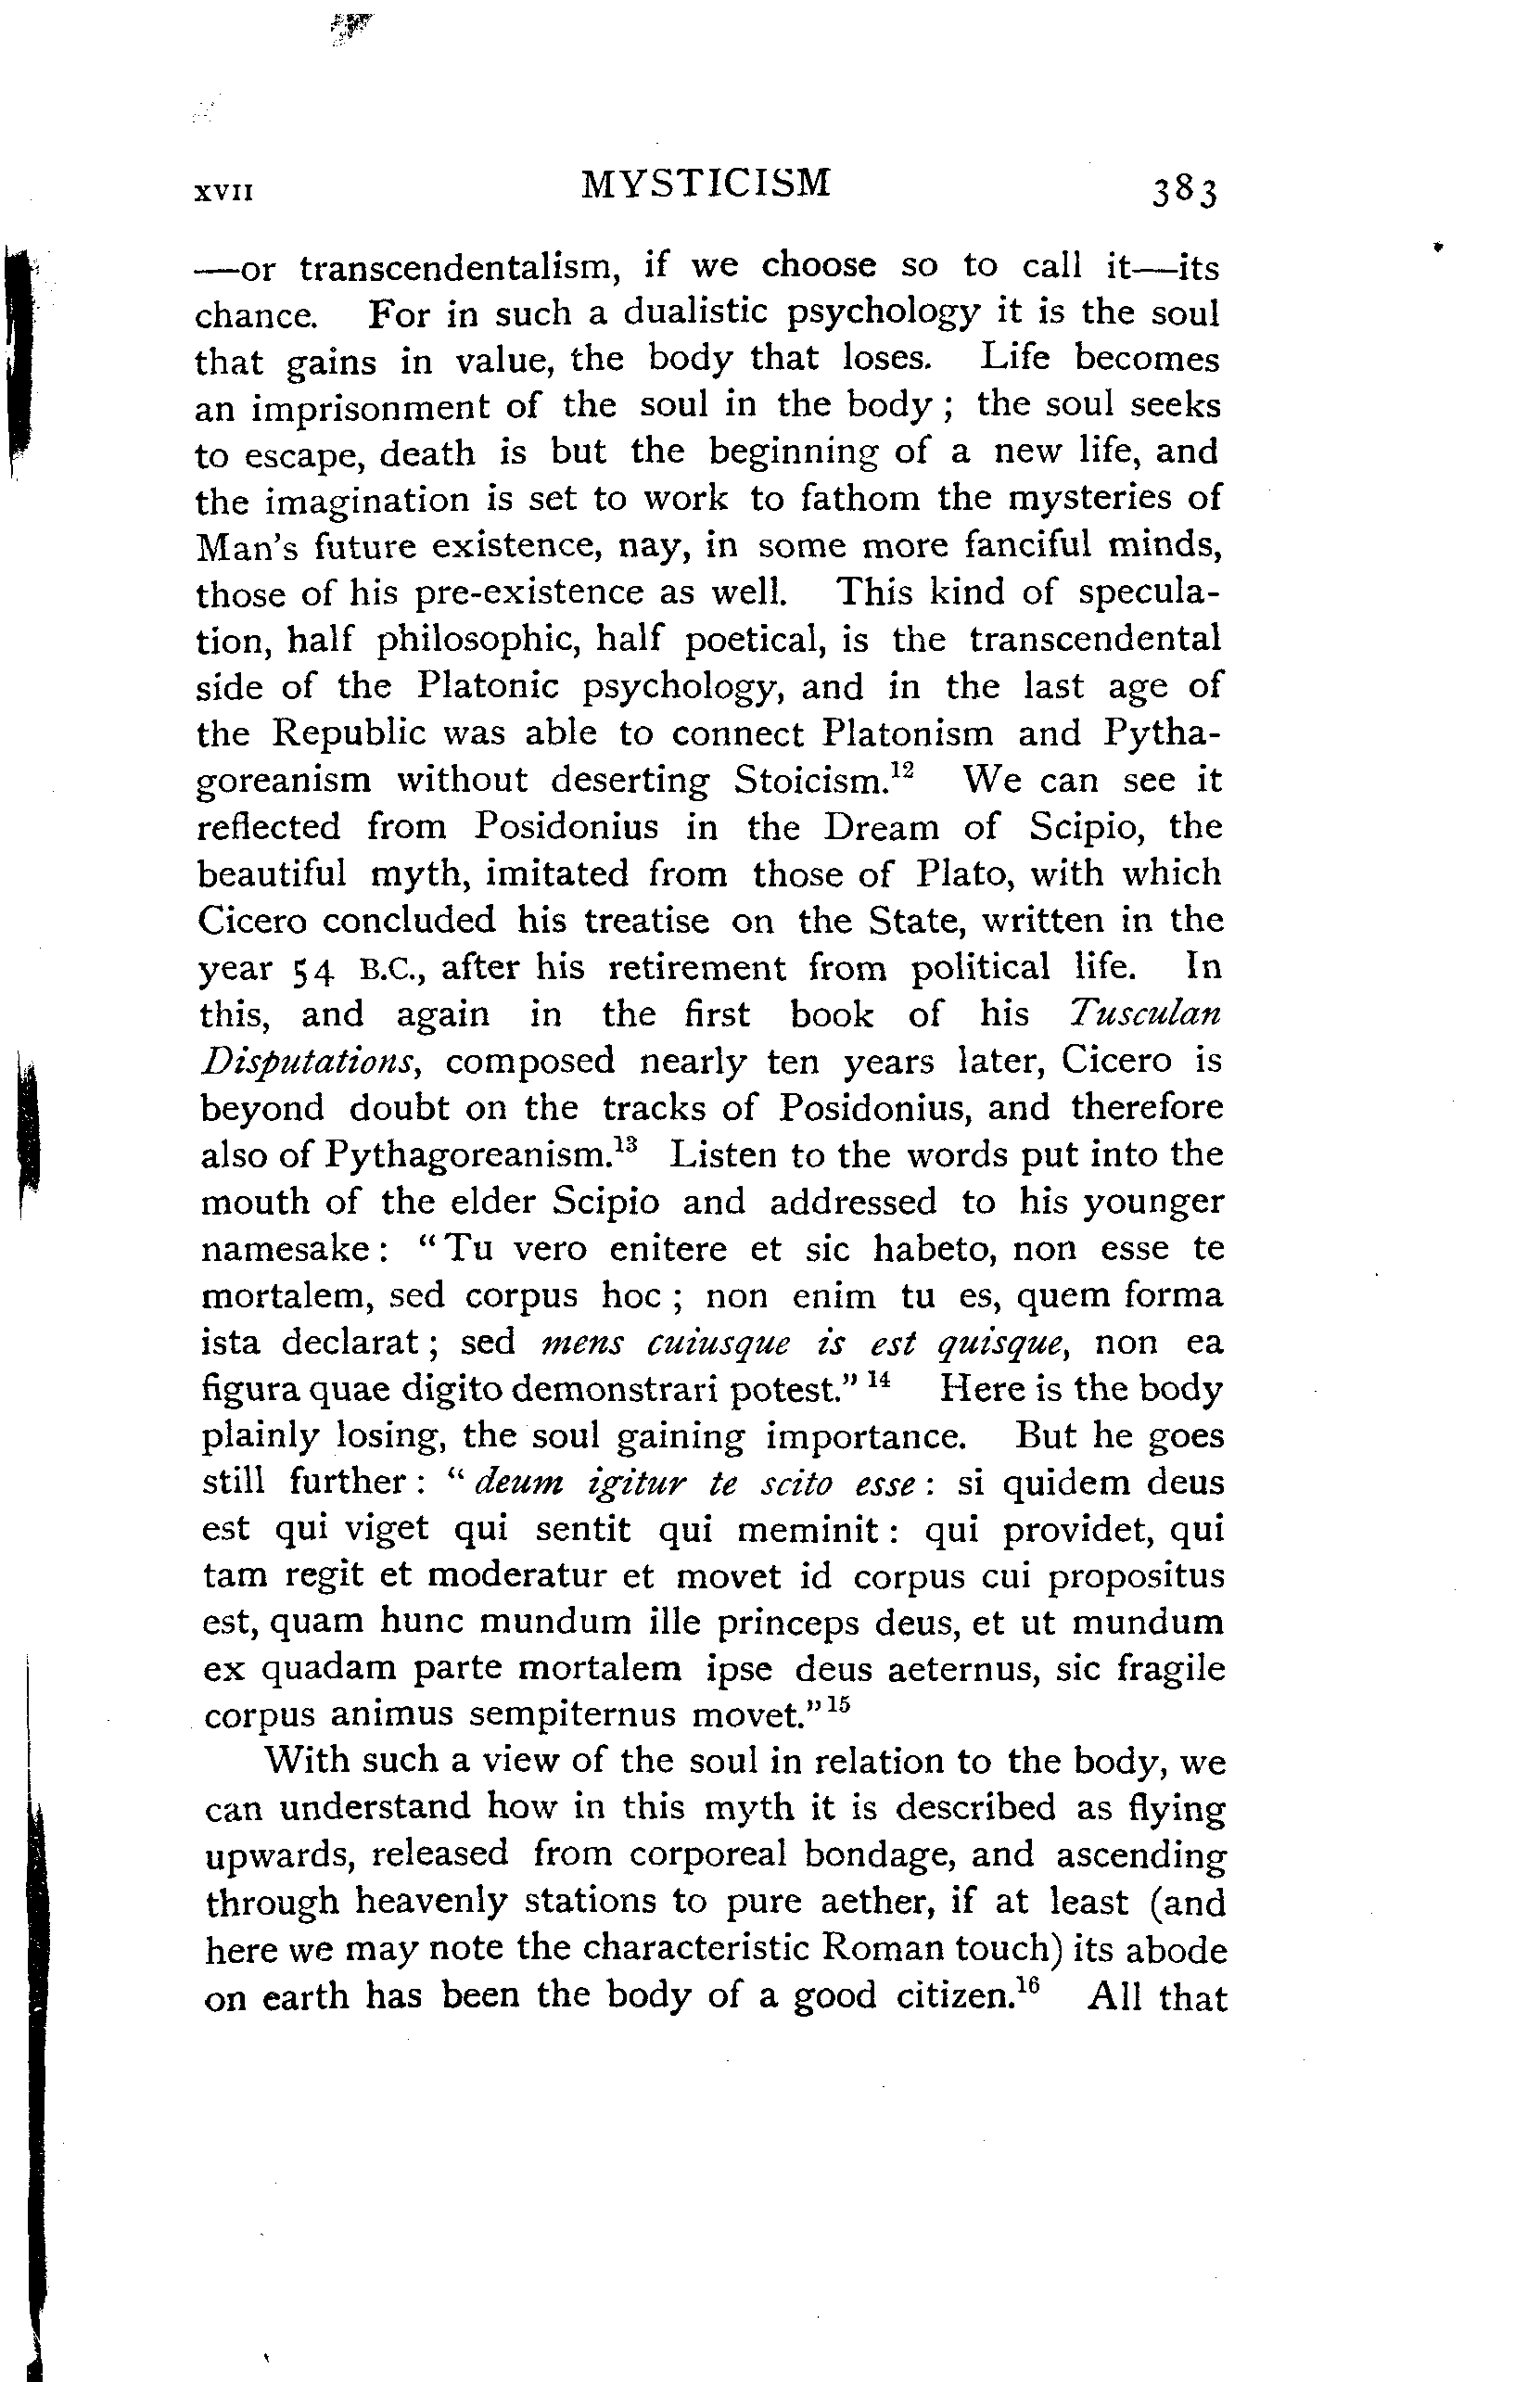 XVII MYSTICISM 383
—or transcendentalism, if we choose so to call it—its
chance. For in such a dualistic psychology it is the soul
that gains in value, the body that loses. Life becomes
an imprisonment of the soul in the body; the soul seeks
to escape, death is but the beginning of a new life, and
the imagination is set to work to fathom the mysteries of
Man's future existence, nay, in some more fanciful minds,
those of his pre-existence as well. This kind of specula-
tion, half philosophic, half poetical, is the transcendental
side of the Platonic psychology, and in the last age of
the Republic was able to connect Platonism and Pytha-
goreanism without deserting Stoicism.¹² We can see it
reflected from Posidonius in the Dream of Scipio, the
beautiful myth, imitated from those of Plato, with which
Cicero concluded his treatise on the State, written in the
year 54 B.C., after his retirement from political life. In
this, and again in the first book of his Tusculan
Disputations, composed nearly ten years later, Cicero is
beyond doubt on the tracks of Posidonius, and therefore
also of Pythagoreanism.¹³ Listen to the words put into the
mouth of the elder Scipio and addressed to his younger
namesake: "Tu vero enitere et sic habeto, non esse te
mortalem, sed corpus hoc; non enim tu es, quem forma
ista declarat; sed mens cuiusque is est quisque, non ea
figura quae digito demonstrari potest." ¹⁴ Here is the body
plainly losing, the soul gaining importance. But he goes
still further: "deum igitur te scito esse: si quidem deus
est qui viget qui sentit qui meminit: qui providet, qui
tam regit et moderatur et movet id corpus cui propositus
est, quam hunc mundum ille princeps deus, et ut mundum
ex quadam parte mortalem ipse deus aeternus, sic fragile
corpus animus sempiternus movet."¹⁵
With such a view of the soul in relation to the body, we
can understand how in this myth it is described as flying
upwards, released from corporeal bondage, and ascending
through heavenly stations to pure aether, if at least (and
here we may note the characteristic Roman touch) its abode
on earth has been the body of a good citizen.¹⁶ All that